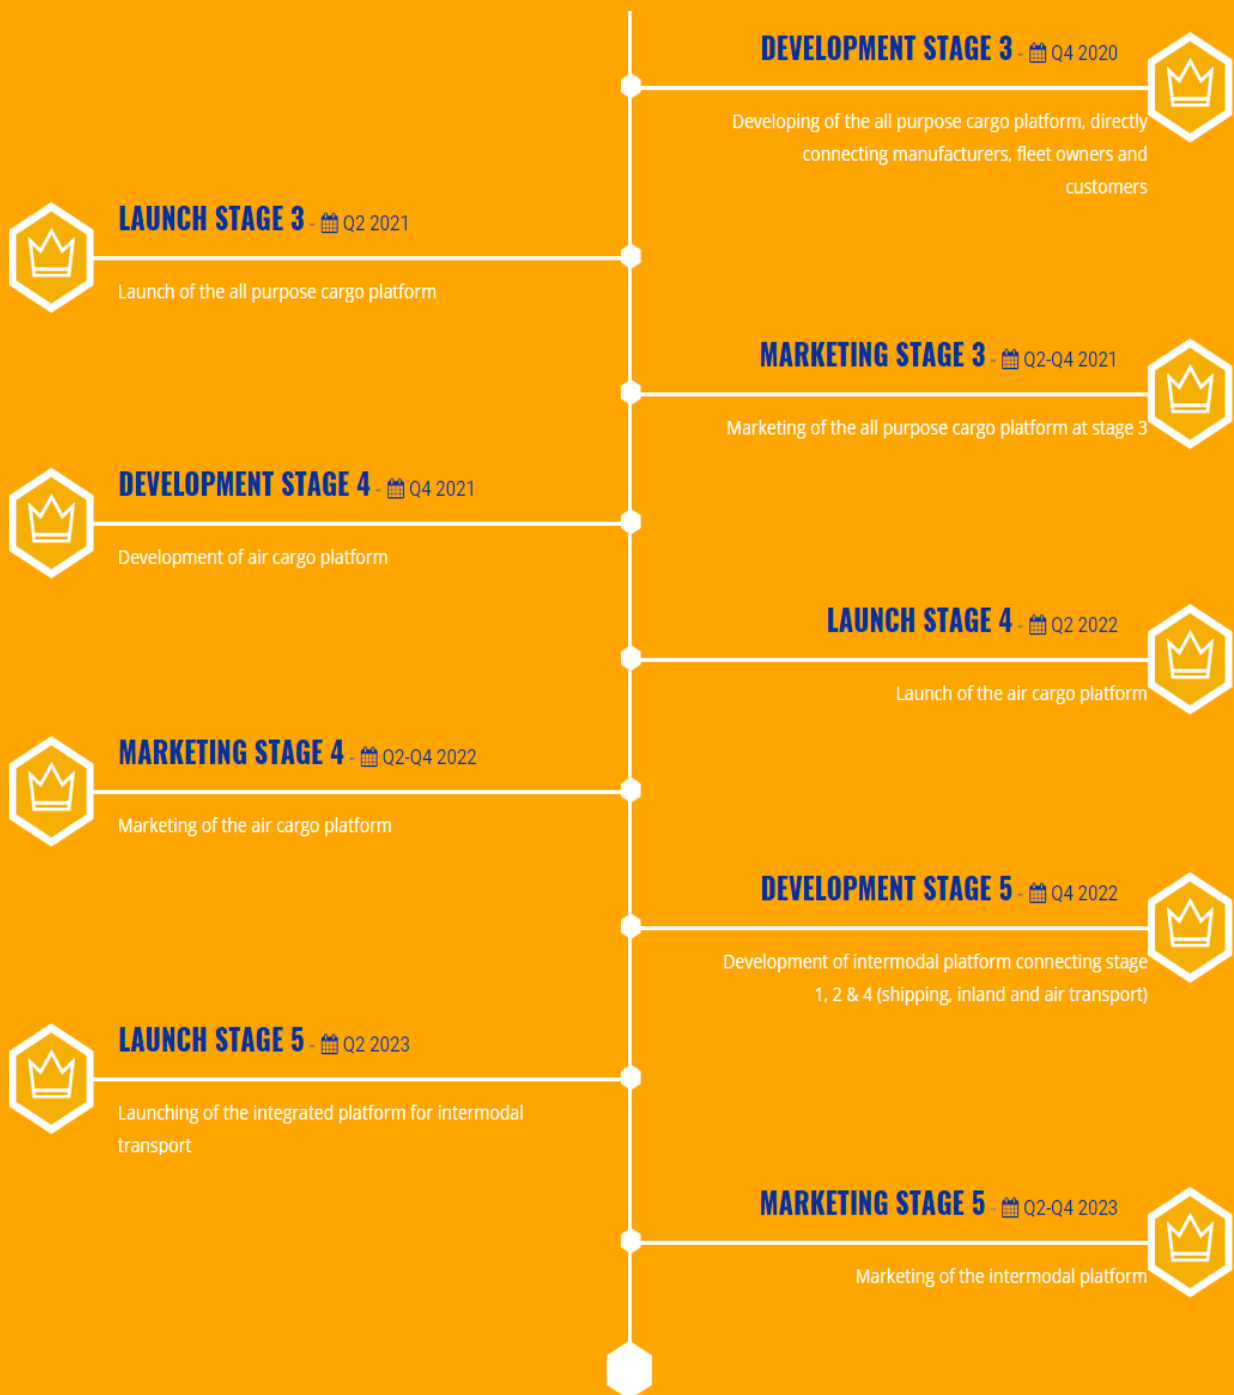 DEVELOPMENT STAGE 3 - Q4 2020
Developing of the all purpose cargo platform, directly
connecting manufacturers, fleet owners and
customers
LAUNCH STAGE 3 - Q2 2021
Launch of the all purpose cargo platform
MARKETING STAGE 3 - Q2-Q4 2021
Marketing of the all purpose cargo platform at stage 3
DEVELOPMENT STAGE 4 - Q4 2021
Development of air cargo platform
LAUNCH STAGE 4 - Q2 2022
Launch of the air cargo platform
MARKETING STAGE 4 - Q2-Q4 2022
Marketing of the air cargo platform
DEVELOPMENT STAGE 5 - Q4 2022
Development of intermodal platform connecting stage
1, 2 & 4 (shipping, inland and air transport)
LAUNCH STAGE 5 - Q2 2023
Launching of the integrated platform for intermodal
transport
MARKETING STAGE 5 - Q2-Q4 2023
Marketing of the intermodal platform